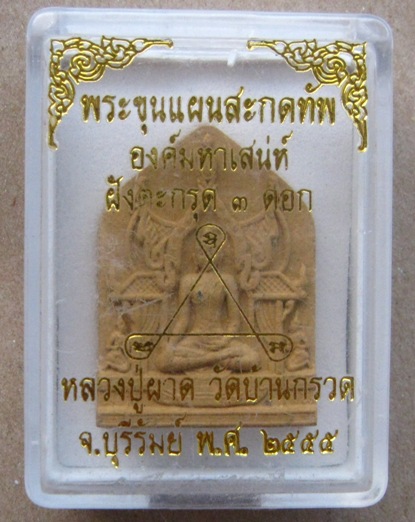 พระขุนแผนสะกดทัพ
องค์มหาเสน่ห์
ฝังตะกรุด ๓ ดอก
หลวงปู่ผาด วัดบ้านกรวด
จ.บุรีรัมย์ พ.ศ. ๒๕๕๕